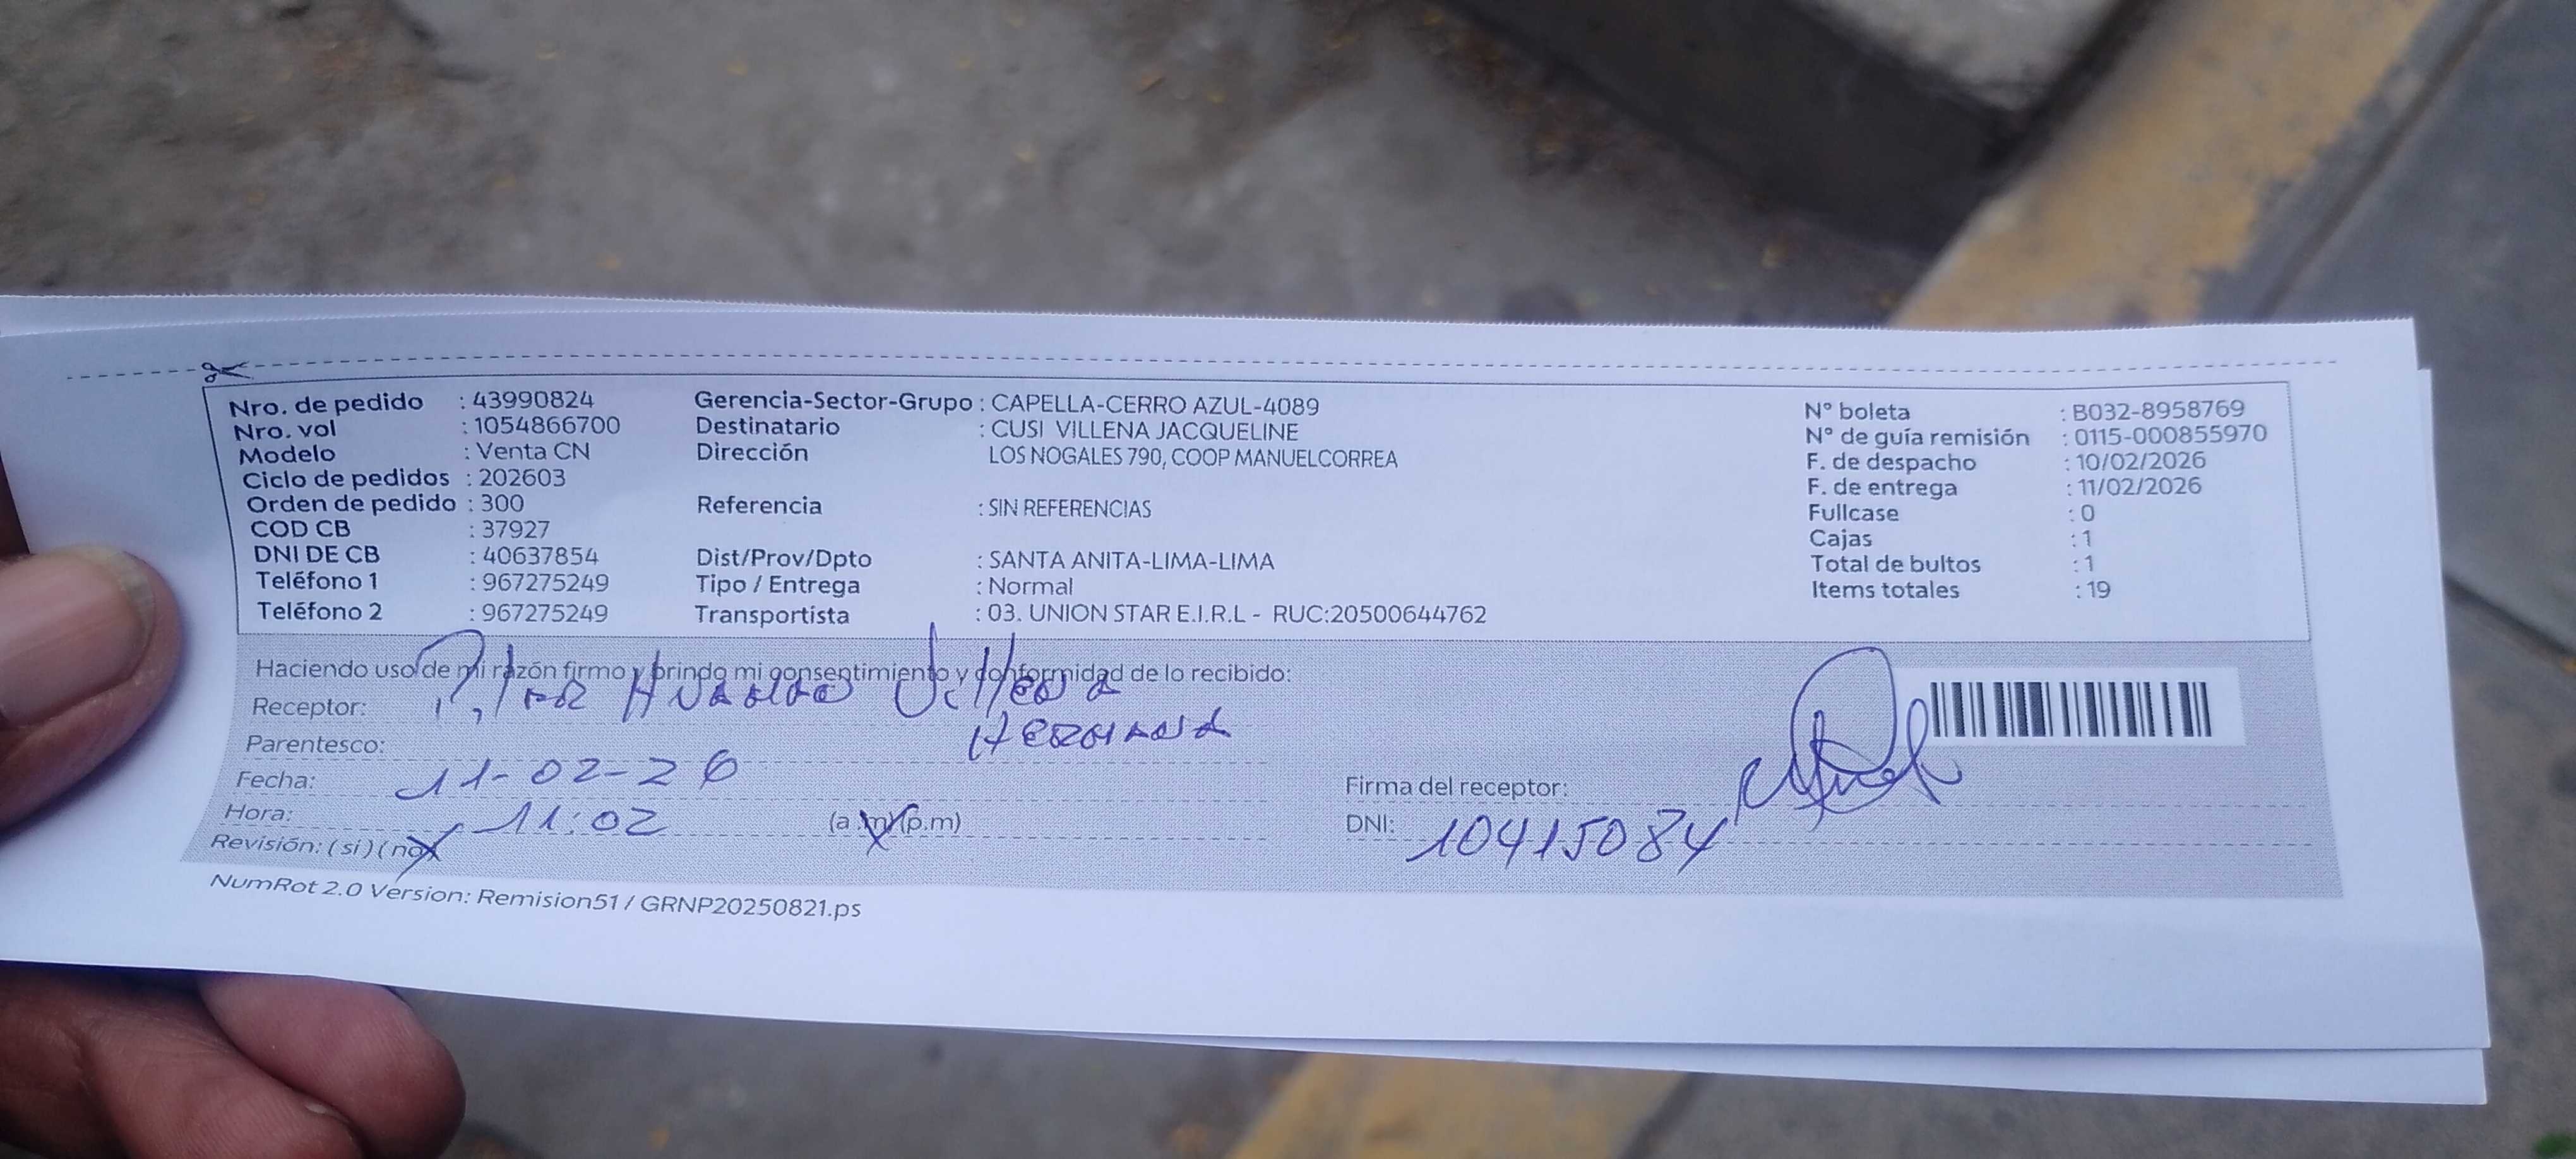 Nro. de pedido : 43990824
Nro. vol : 1054866700
Modelo : Venta CN
Ciclo de pedidos : 202603
Orden de pedido : 300
COD CB : 37927
DNI DE CB : 40637854
Teléfono 1 : 967275249
Teléfono 2 : 967275249
Gerencia-Sector-Grupo : CAPELLA-CERRO AZUL-4089
Destinatario : CUSI VILLENA JACQUELINE
Dirección LOS NOGALES 790, COOP MANUELCORREA
Referencia : SIN REFERENCIAS
Dist/Prov/Dpto : SANTA ANITA-LIMA-LIMA
Tipo / Entrega : Normal
Transportista : 03. UNION STAR E.I.R.L - RUC:20500644762
N° boleta : B032-8958769
N° de guía remisión : 0115-000855970
F. de despacho : 10/02/2026
F. de entrega : 11/02/2026
Fullcase : 0
Cajas : 1
Total de bultos : 1
Items totales : 19
Haciendo uso de mi razón firmo y brindo mi consentimiento y conformidad de lo recibido:
Receptor: Villena
Parentesco: Hermana
Fecha: 11-02-26
Hora: 11:02 (a.m) (p.m)
Revisión: (si) (no)
Firma del receptor:
DNI: 10415084
NumRot 2.0 Version: Remision51 / GRNP20250821.ps